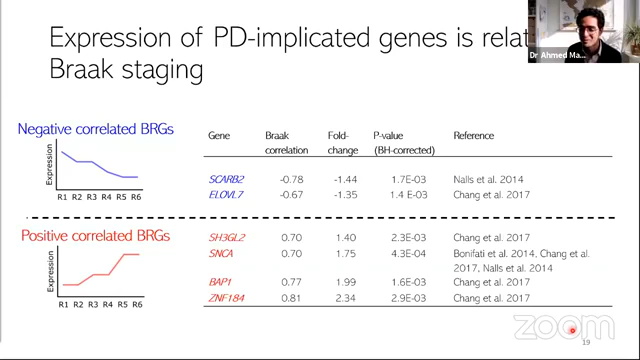 Expression of PD-implicated genes is relat
Braak staging
Dr Ahmed Ma...
Negative correlated BRGs
Expression
R1 R2 R3 R4 R5 R6
Gene Braak correlation Fold-change P-value (BH-corrected) Reference
SCARB2 -0.78 -1.44 1.7E-03 Nalls et al. 2014
ELOVL7 -0.67 -1.35 1.4 E-03 Chang et al. 2017
Positive correlated BRGs
Expression
R1 R2 R3 R4 R5 R6
SH3GL2 0.70 1.40 2.3E-03 Chang et al. 2017
SNCA 0.70 1.75 4.3E-04 Bonifati et al. 2014, Chang et al.
2017, Nalls et al. 2014
BAP1 0.77 1.99 1.6E-03 Chang et al. 2017
ZNF184 0.81 2.34 2.9E-03 Chang et al. 2017
zoom
19